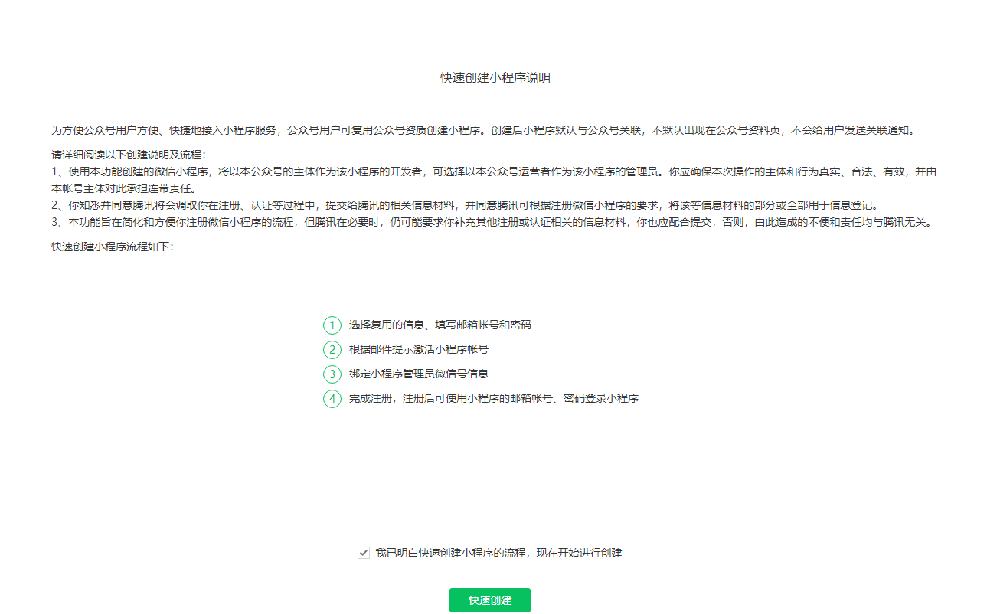 快速创建小程序说明
为方便公众号用户方便、快捷地接入小程序服务，公众号用户可复用公众号资质创建小程序。创建后小程序默认与公众号关联，不默认出现在公众号资料页，不会给用户发送关联通知。
请详细阅读以下创建说明及流程：
1、使用本功能创建的微信小程序，将以本公众号的主体作为该小程序的开发者，可选择以本公众号运营者作为该小程序的管理员。你应确保本次操作的主体和行为真实、合法、有效，并由
本帐号主体对此承担连带责任。
2、你知悉并同意腾讯将会调取你在注册、认证等过程中，提交给腾讯的相关信息材料，并同意腾讯可根据注册微信小程序的要求，将该等信息材料的部分或全部用于信息登记。
3、本功能旨在简化和方便你注册微信小程序的流程，但腾讯在必要时，仍可能要求你补充其他注册或认证相关的信息材料，你也应配合提交，否则，由此造成的不便和责任均与腾讯无关。
快速创建小程序流程如下：
1 选择复用的信息、填写邮箱帐号和密码
2 根据邮件提示激活小程序帐号
3 绑定小程序管理员微信号信息
4 完成注册，注册后可使用小程序的邮箱帐号、密码登录小程序
我已明白快速创建小程序的流程，现在开始进行创建
快速创建